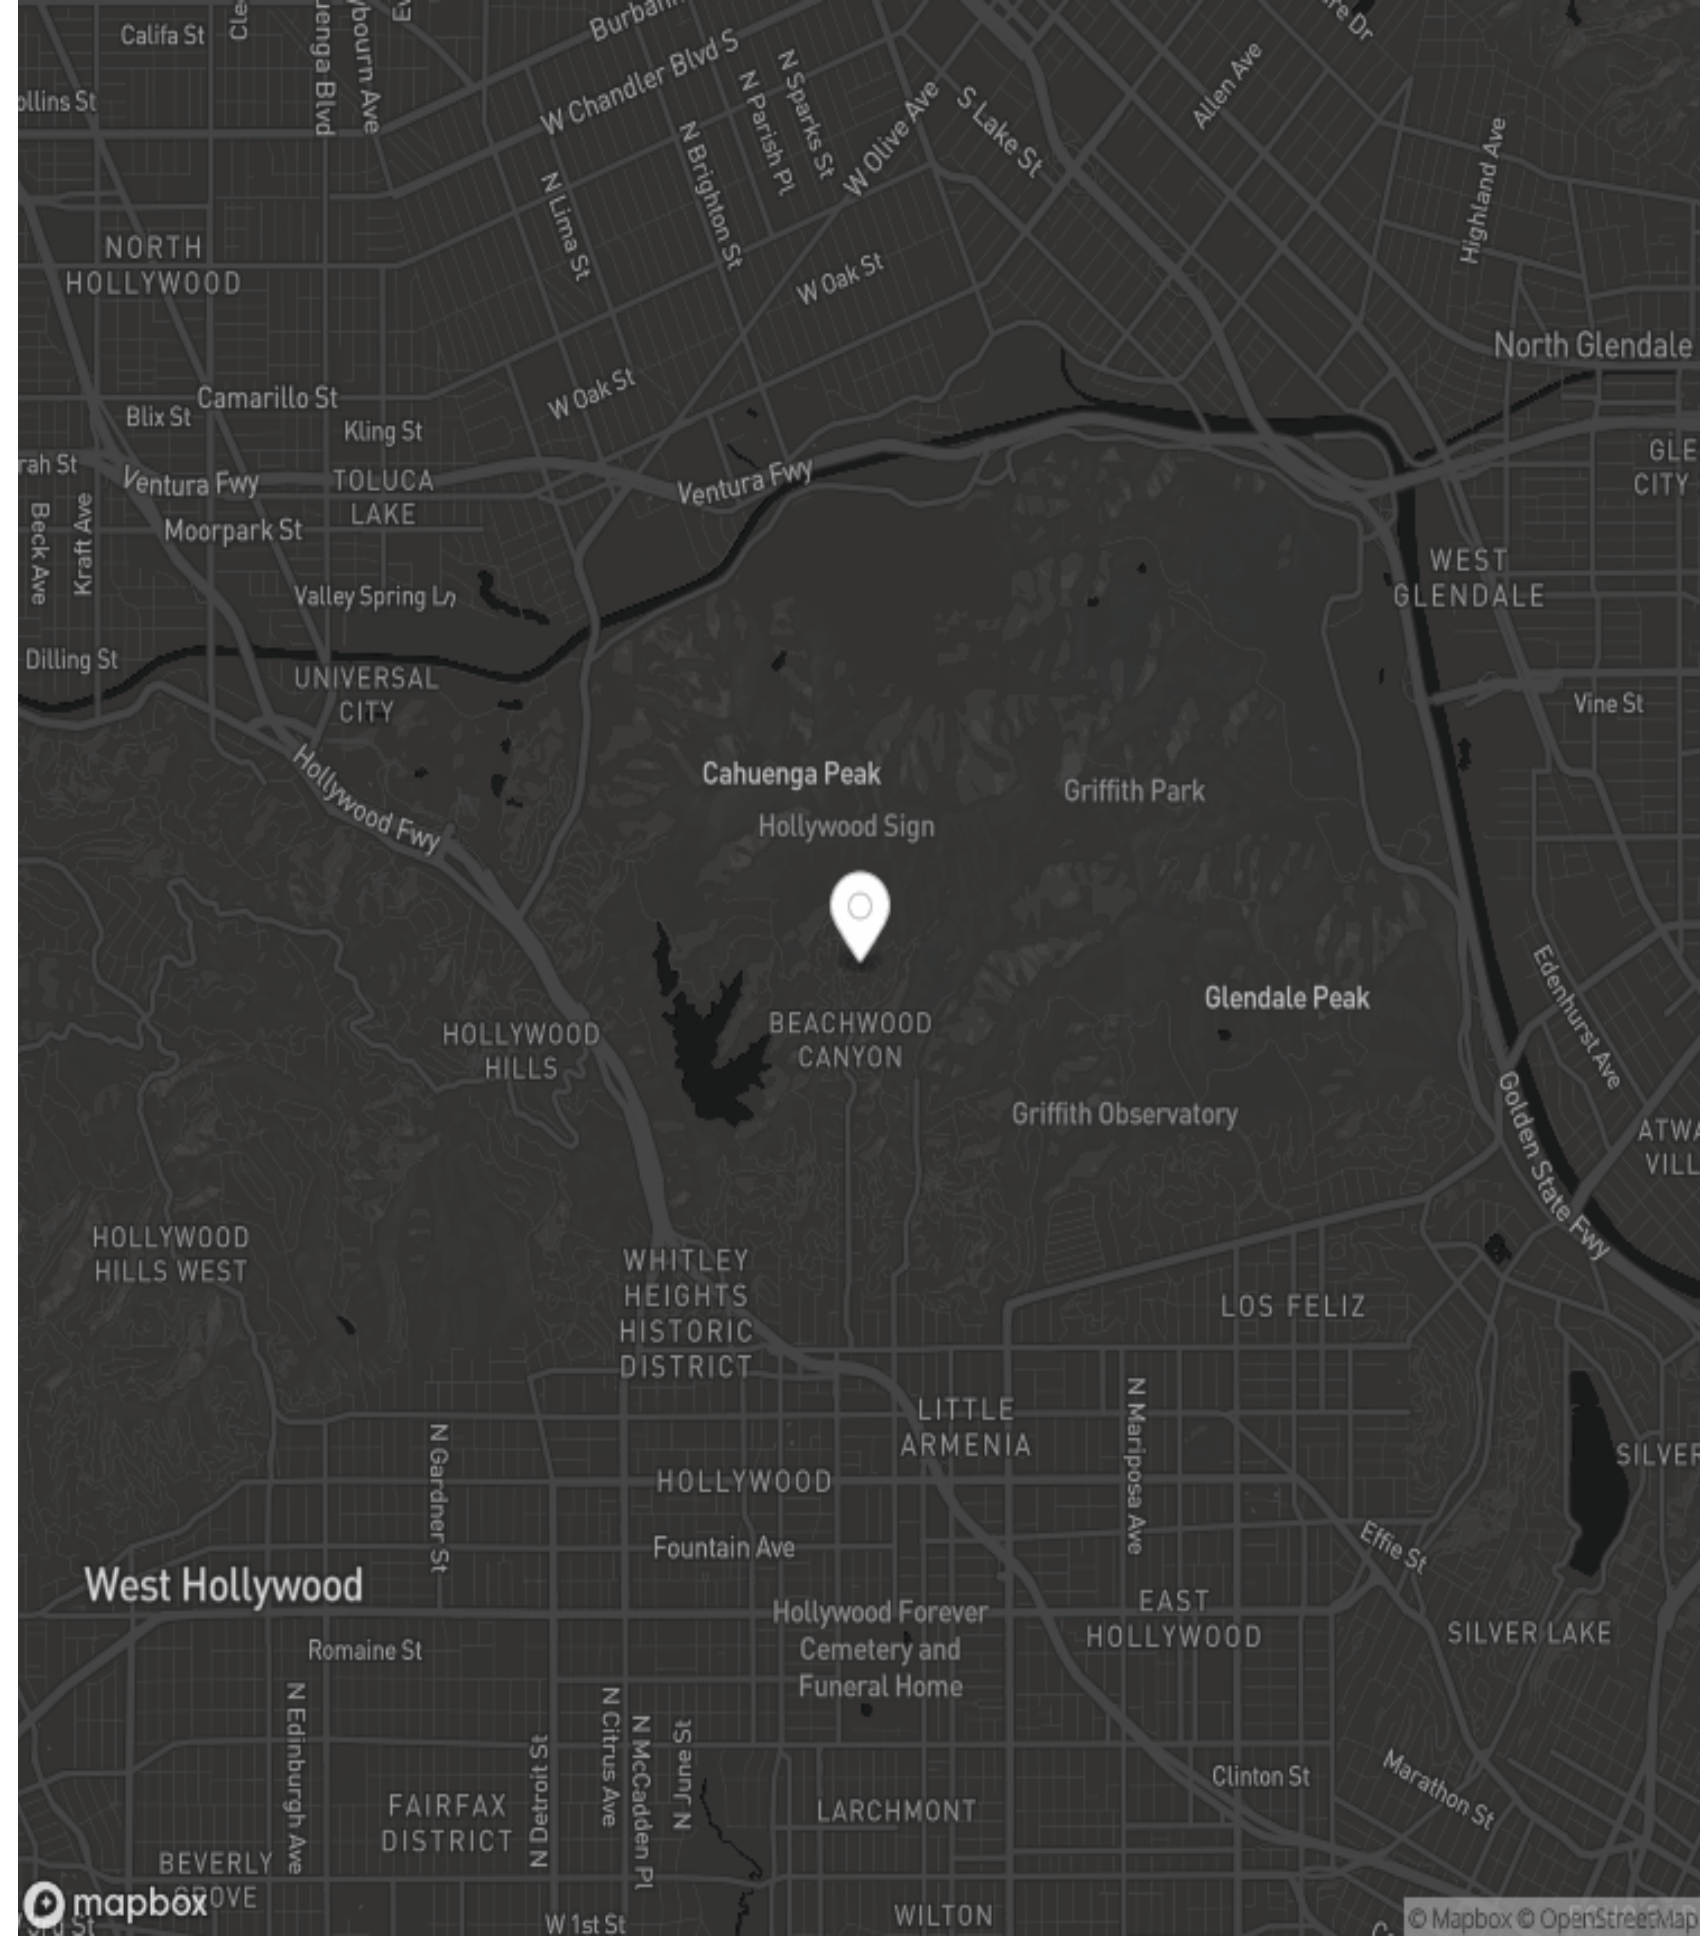 Califa St
Burban
W Chandler Blvd S
N Sparks St
N Parish Pl
W Olive Ave
S Lake St
Allen Ave
Highland Ave
ollins St
N Brighton St
N Lima St
NORTH
HOLLYWOOD
W Oak St
North Glendale
W Oak St
Camarillo St
Blix St
Kling St
rah St
Ventura Fwy
TOLUCA
LAKE
Ventura Fwy
GLE
CITY
Beck Ave
Kraft Ave
Moorpark St
WEST
GLENDALE
Valley Spring Ln
Dilling St
UNIVERSAL
CITY
Vine St
Hollywood Fwy
Cahuenga Peak
Griffith Park
Hollywood Sign
Glendale Peak
Edenhurst Ave
HOLLYWOOD
HILLS
BEACHWOOD
CANYON
Griffith Observatory
Golden State Fwy
ATWA
VILL
HOLLYWOOD
HILLS WEST
WHITLEY
HEIGHTS
HISTORIC
DISTRICT
LOS FELIZ
LITTLE
ARMENIA
N Mariposa Ave
N Gardner St
SILVER
HOLLYWOOD
Fountain Ave
Effie St
West Hollywood
Hollywood Forever
Cemetery and
Funeral Home
EAST
HOLLYWOOD
SILVER LAKE
Romaine St
N Edinburgh Ave
N Detroit St
N Citrus Ave
N McCadden Pl
N June St
Clinton St
Marathon St
FAIRFAX
DISTRICT
LARCHMONT
BEVERLY
GROVE
mapbox
W 1st St
WILTON
© Mapbox © OpenStreetMap